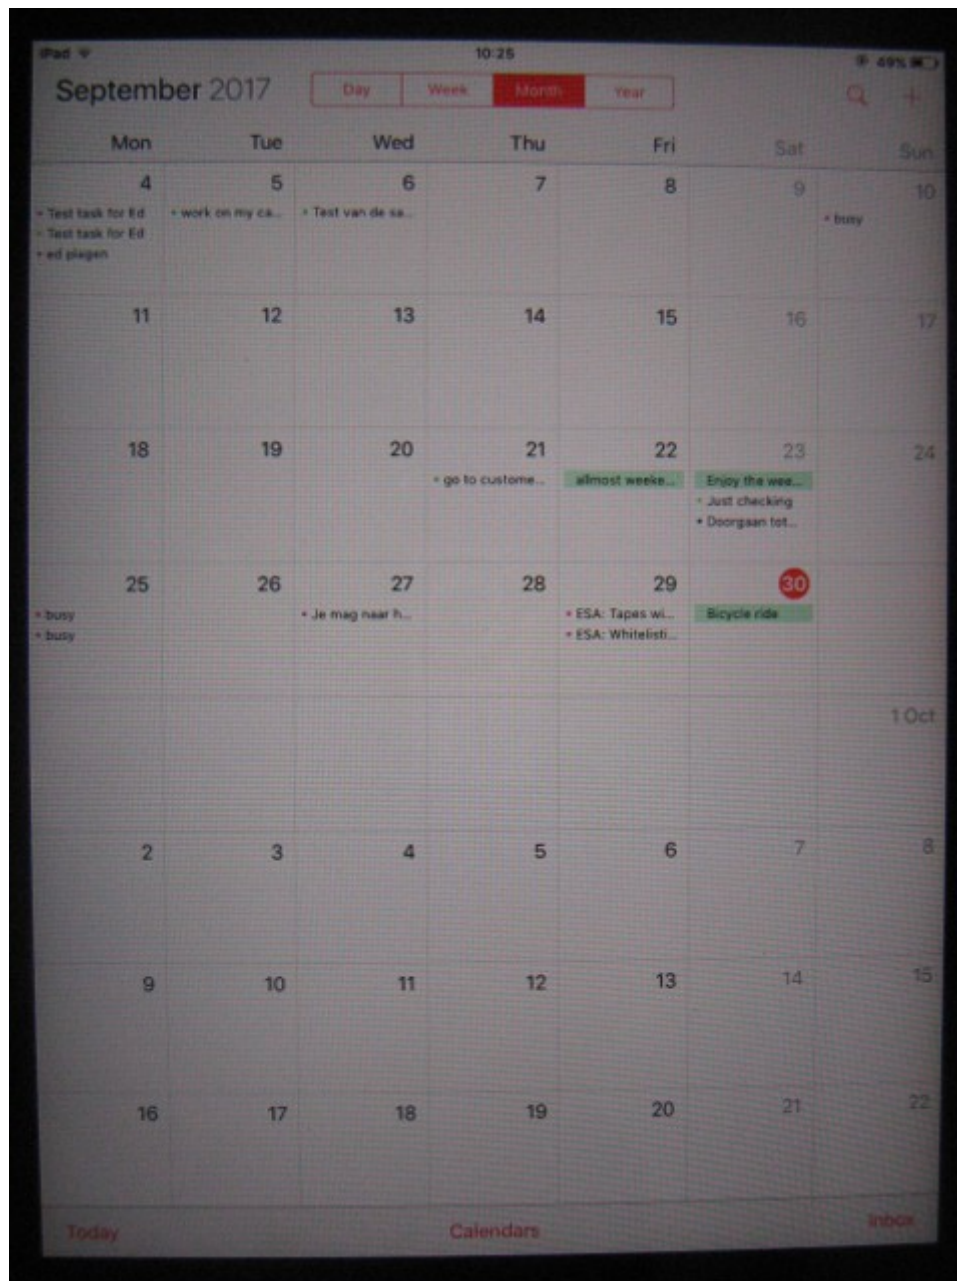 iPad 10:25 49%
September 2017 Day Week Month Year
Mon Tue Wed Thu Fri Sat Sun
4 5 6 7 8 9 10
• Test task for Ed • work on my ca... • Test van de sa... • busy
• Test task for Ed
• ed plagen
11 12 13 14 15 16 17
18 19 20 21 22 23 24
• go to custome... allmost weeke... Enjoy the wee...
• Just checking
• Doorgaan tot...
25 26 27 28 29 30
• busy • Je mag naar h... • ESA: Tapes wi... Bicycle ride
• busy • ESA: Whitelisti...
1 Oct
2 3 4 5 6 7 8
9 10 11 12 13 14 15
16 17 18 19 20 21 22
Today Calendars Inbox